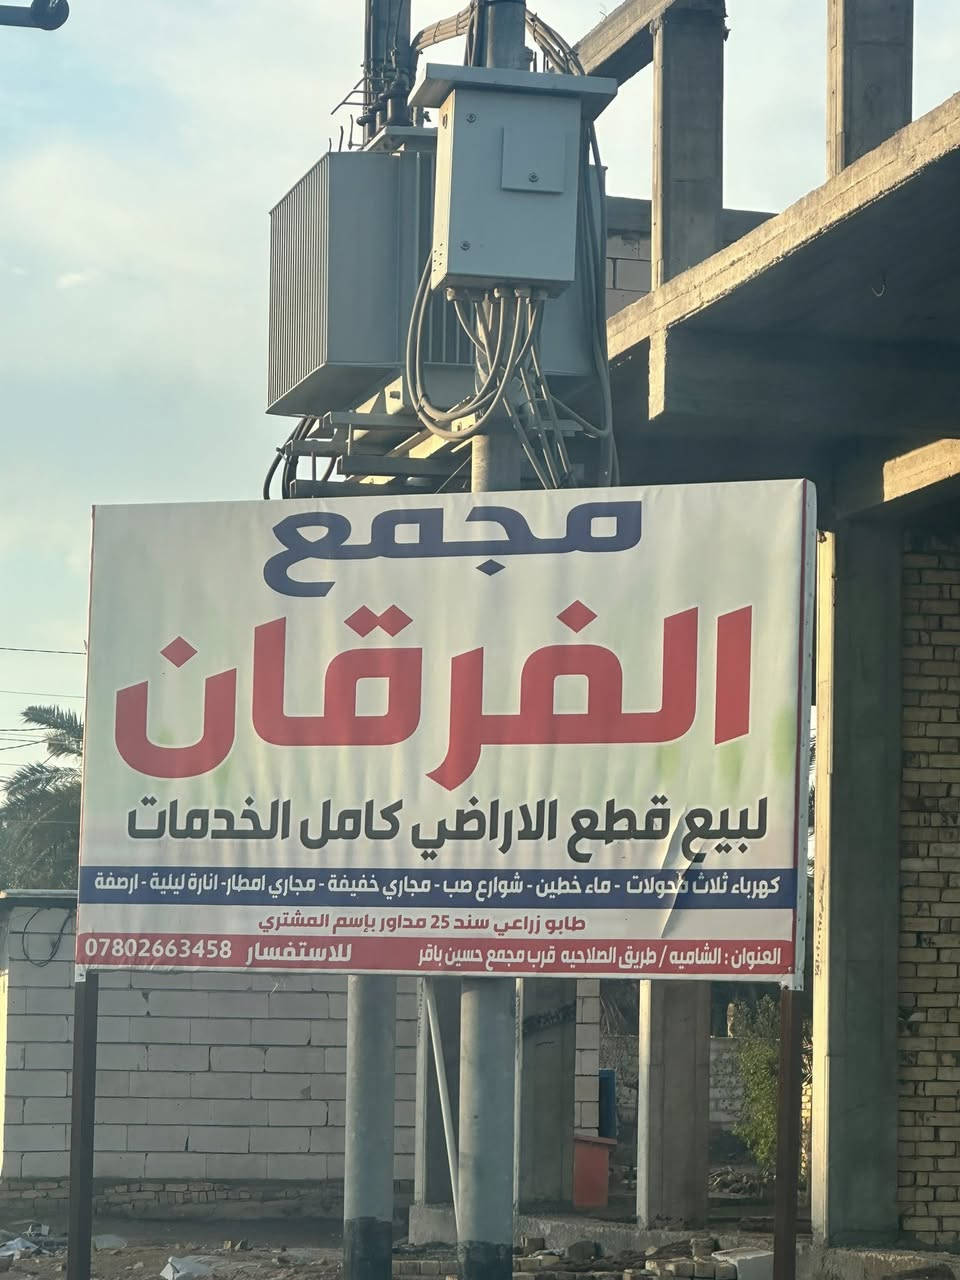 مجمع
الفرقان
لبيع قطع الاراضي كامل الخدمات
كهرباء ثلاث محولات - ماء خطين - شوارع صب - مجاري خفيفة - مجاري امطار - انارة ليلية - ارصفة
طابو زراعي سند 25 مداور بإسم المشتري
العنوان : الشاميه / طريق الصلاحيه قرب مجمع حسين باقر للاستفسار 07802663458